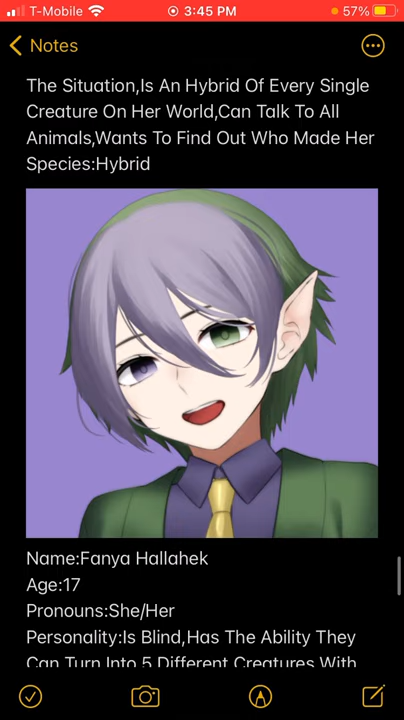 T-Mobile 3:45 PM 57%
Notes
The Situation,Is An Hybrid Of Every Single
Creature On Her World,Can Talk To All
Animals,Wants To Find Out Who Made Her
Species:Hybrid
Name:Fanya Hallahek
Age:17
Pronouns:She/Her
Personality:Is Blind,Has The Ability They
Can Turn Into 5 Different Creatures With